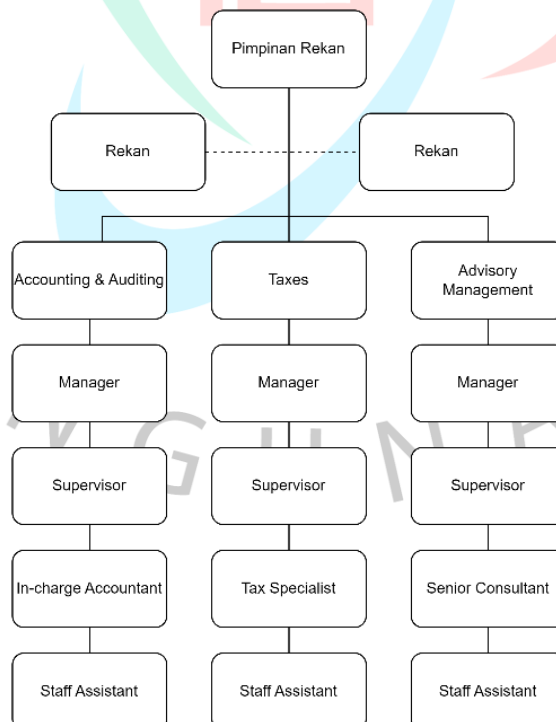 Pimpinan Rekan
Rekan
Rekan
Accounting & Auditing
Taxes
Advisory
Management
Manager
Manager
Manager
Supervisor
Supervisor
Supervisor
In-charge Accountant
Tax Specialist
Senior Consultant
Staff Assistant
Staff Assistant
Staff Assistant